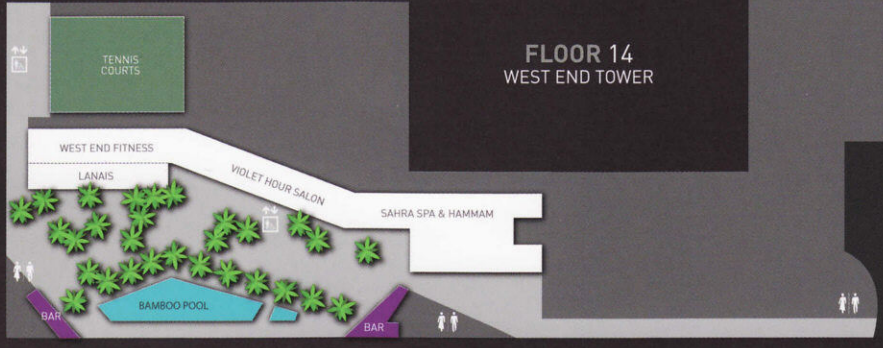 FLOOR 14
WEST END TOWER
TENNIS
COURTS
WEST END FITNESS
LANAIS
VIOLET HOUR SALON
SAHRA SPA & HAMMAM
BAMBOO POOL
BAR
BAR